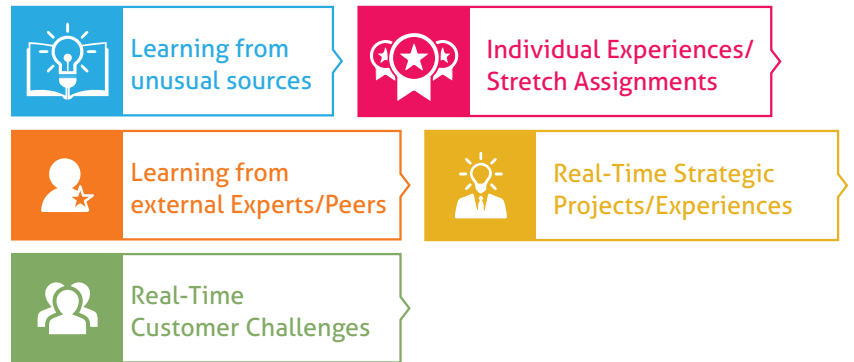 Learning from
unusual sources
Individual Experiences/
Stretch Assignments
Learning from
external Experts/Peers
Real-Time Strategic
Projects/Experiences
Real-Time
Customer Challenges